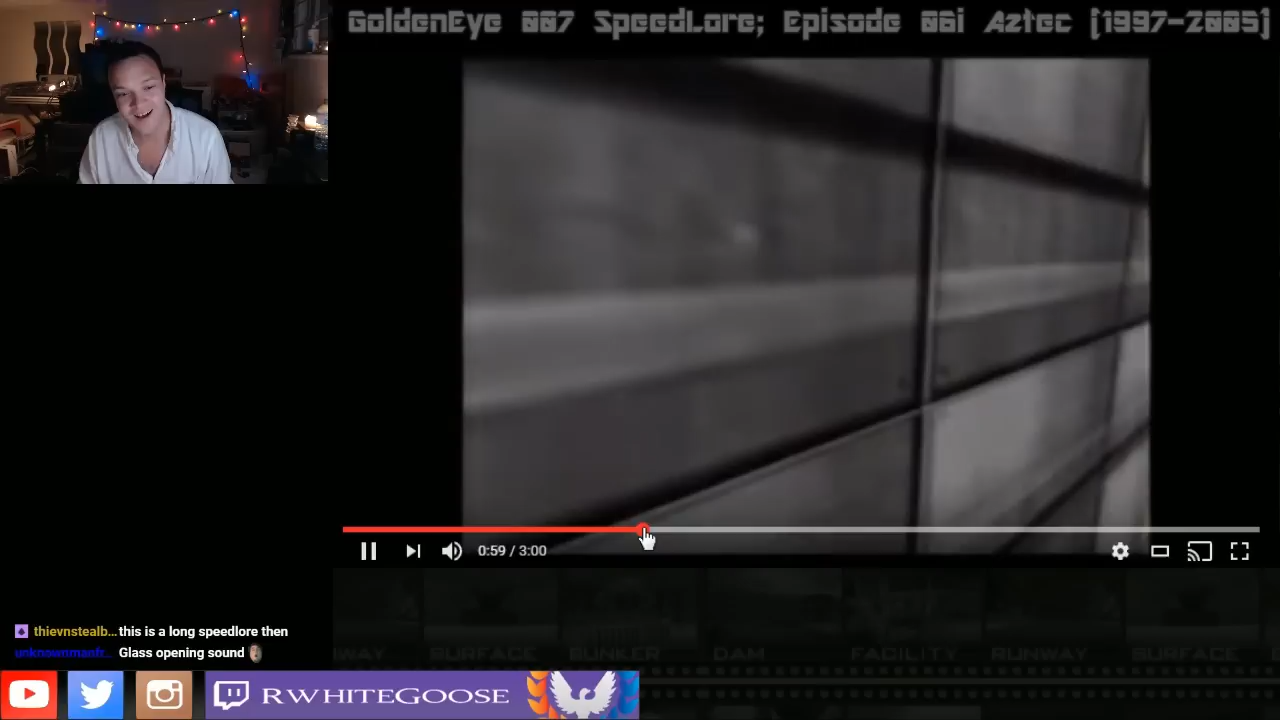 GoldenEye 007 SpeedLore; Episode 06i Aztec [1997-2005]
0:59 / 3:00
thievnstealb... this is a long speedlore then
unknownmanfr... Glass opening sound
WAY SURFACE BUNKER DAM FACILITY RUNWAY SURFACE
RWHITEGOOSE